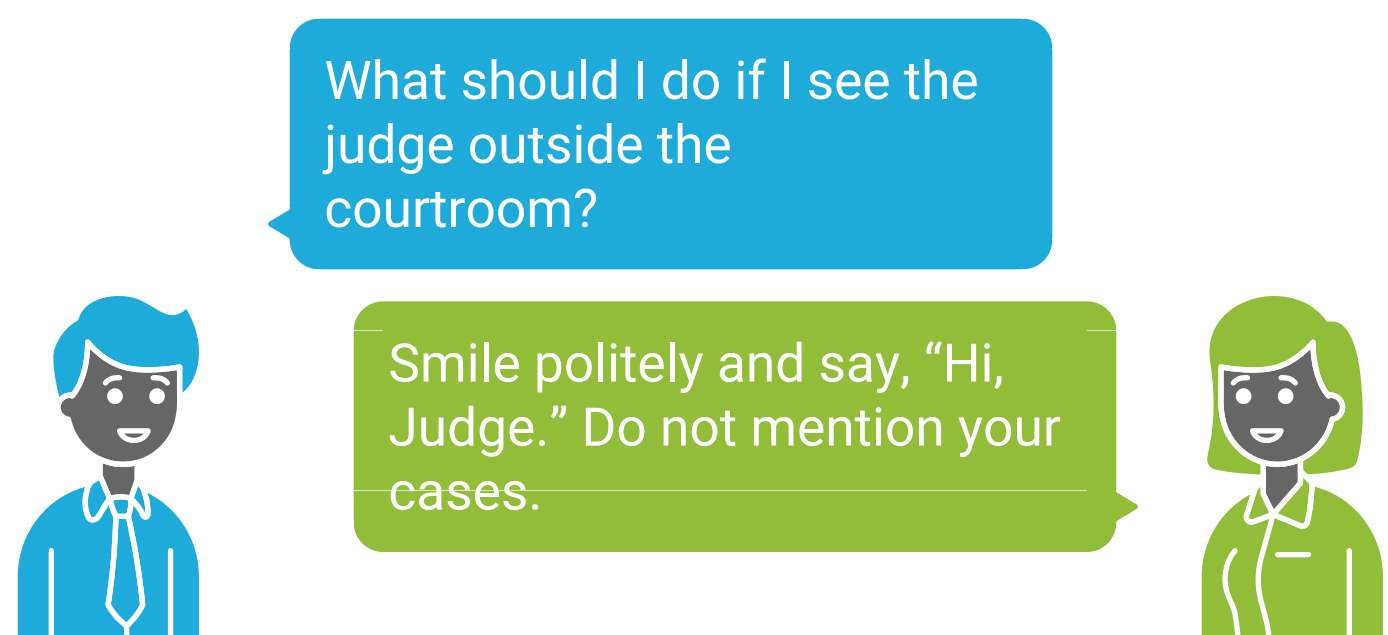 What should I do if I see the
judge outside the
courtroom?
Smile politely and say, “Hi,
Judge.” Do not mention your
cases.